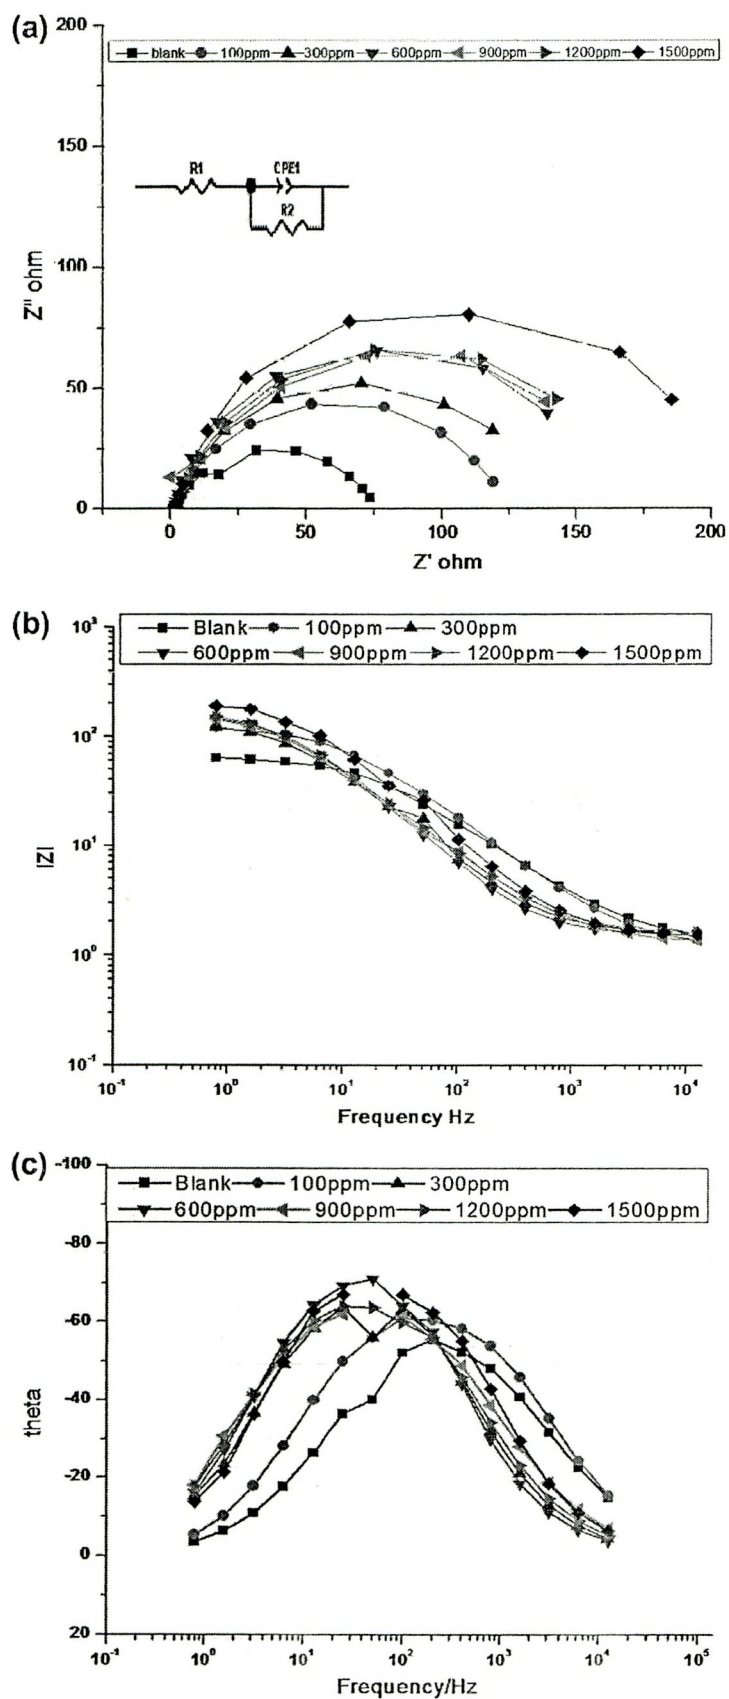 (a)
200
blank 100ppm 300ppm 600ppm 900ppm 1200ppm 1500ppm
150
R1 CPE1
R2
100
Z" ohm
50
0
0 50 100 150 200
Z' ohm
(b)
10³
Blank 100ppm 300ppm
600ppm 900ppm 1200ppm 1500ppm
10²
10¹
|Z|
10⁰
10⁻¹
10⁻¹ 10⁰ 10¹ 10² 10³ 10⁴
Frequency Hz
(c)
-100
Blank 100ppm 300ppm
600ppm 900ppm 1200ppm 1500ppm
-80
-60
-40
theta
-20
0
20
10⁻¹ 10⁰ 10¹ 10² 10³ 10⁴ 10⁵
Frequency/Hz